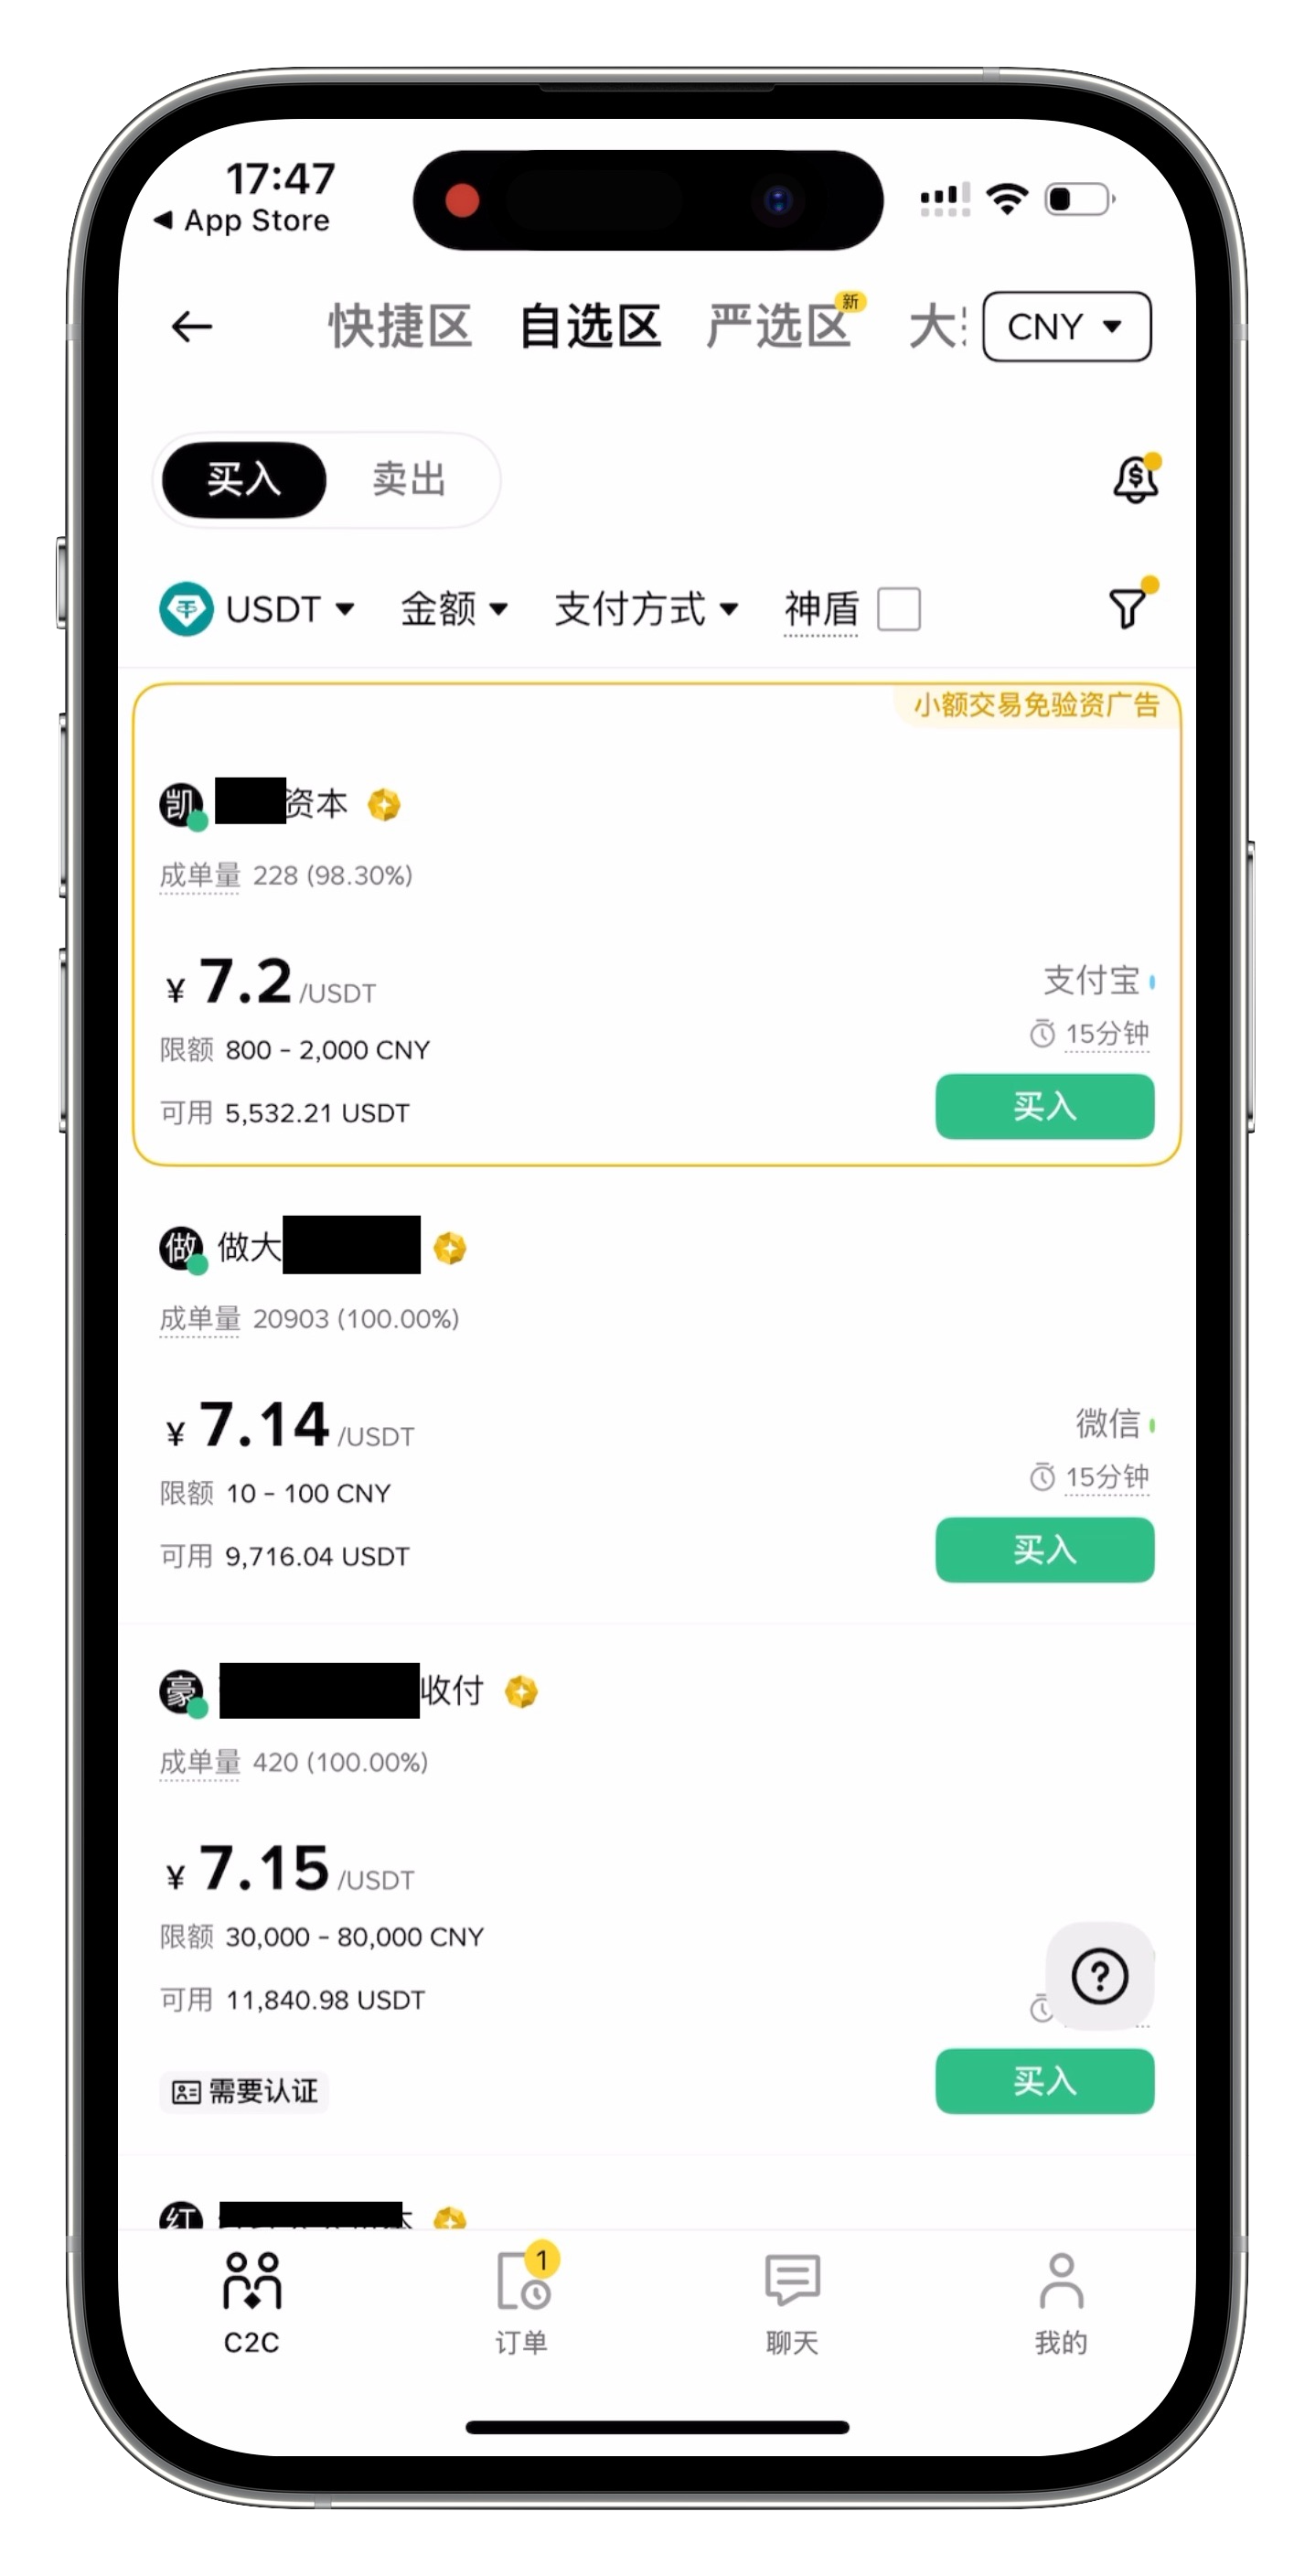 17:47
App Store
快捷区 自选区 严选区 新 大 CNY
买入 卖出
USDT 金额 支付方式 神盾
小额交易免验资广告
凯 资本
成单量 228 (98.30%)
¥ 7.2 /USDT
支付宝
限额 800 - 2,000 CNY
15分钟
可用 5,532.21 USDT
买入
做 做大
成单量 20903 (100.00%)
¥ 7.14 /USDT
微信
限额 10 - 100 CNY
15分钟
可用 9,716.04 USDT
买入
豪 收付
成单量 420 (100.00%)
¥ 7.15 /USDT
限额 30,000 - 80,000 CNY
可用 11,840.98 USDT
需要认证
买入
红
1
C2C 订单 聊天 我的